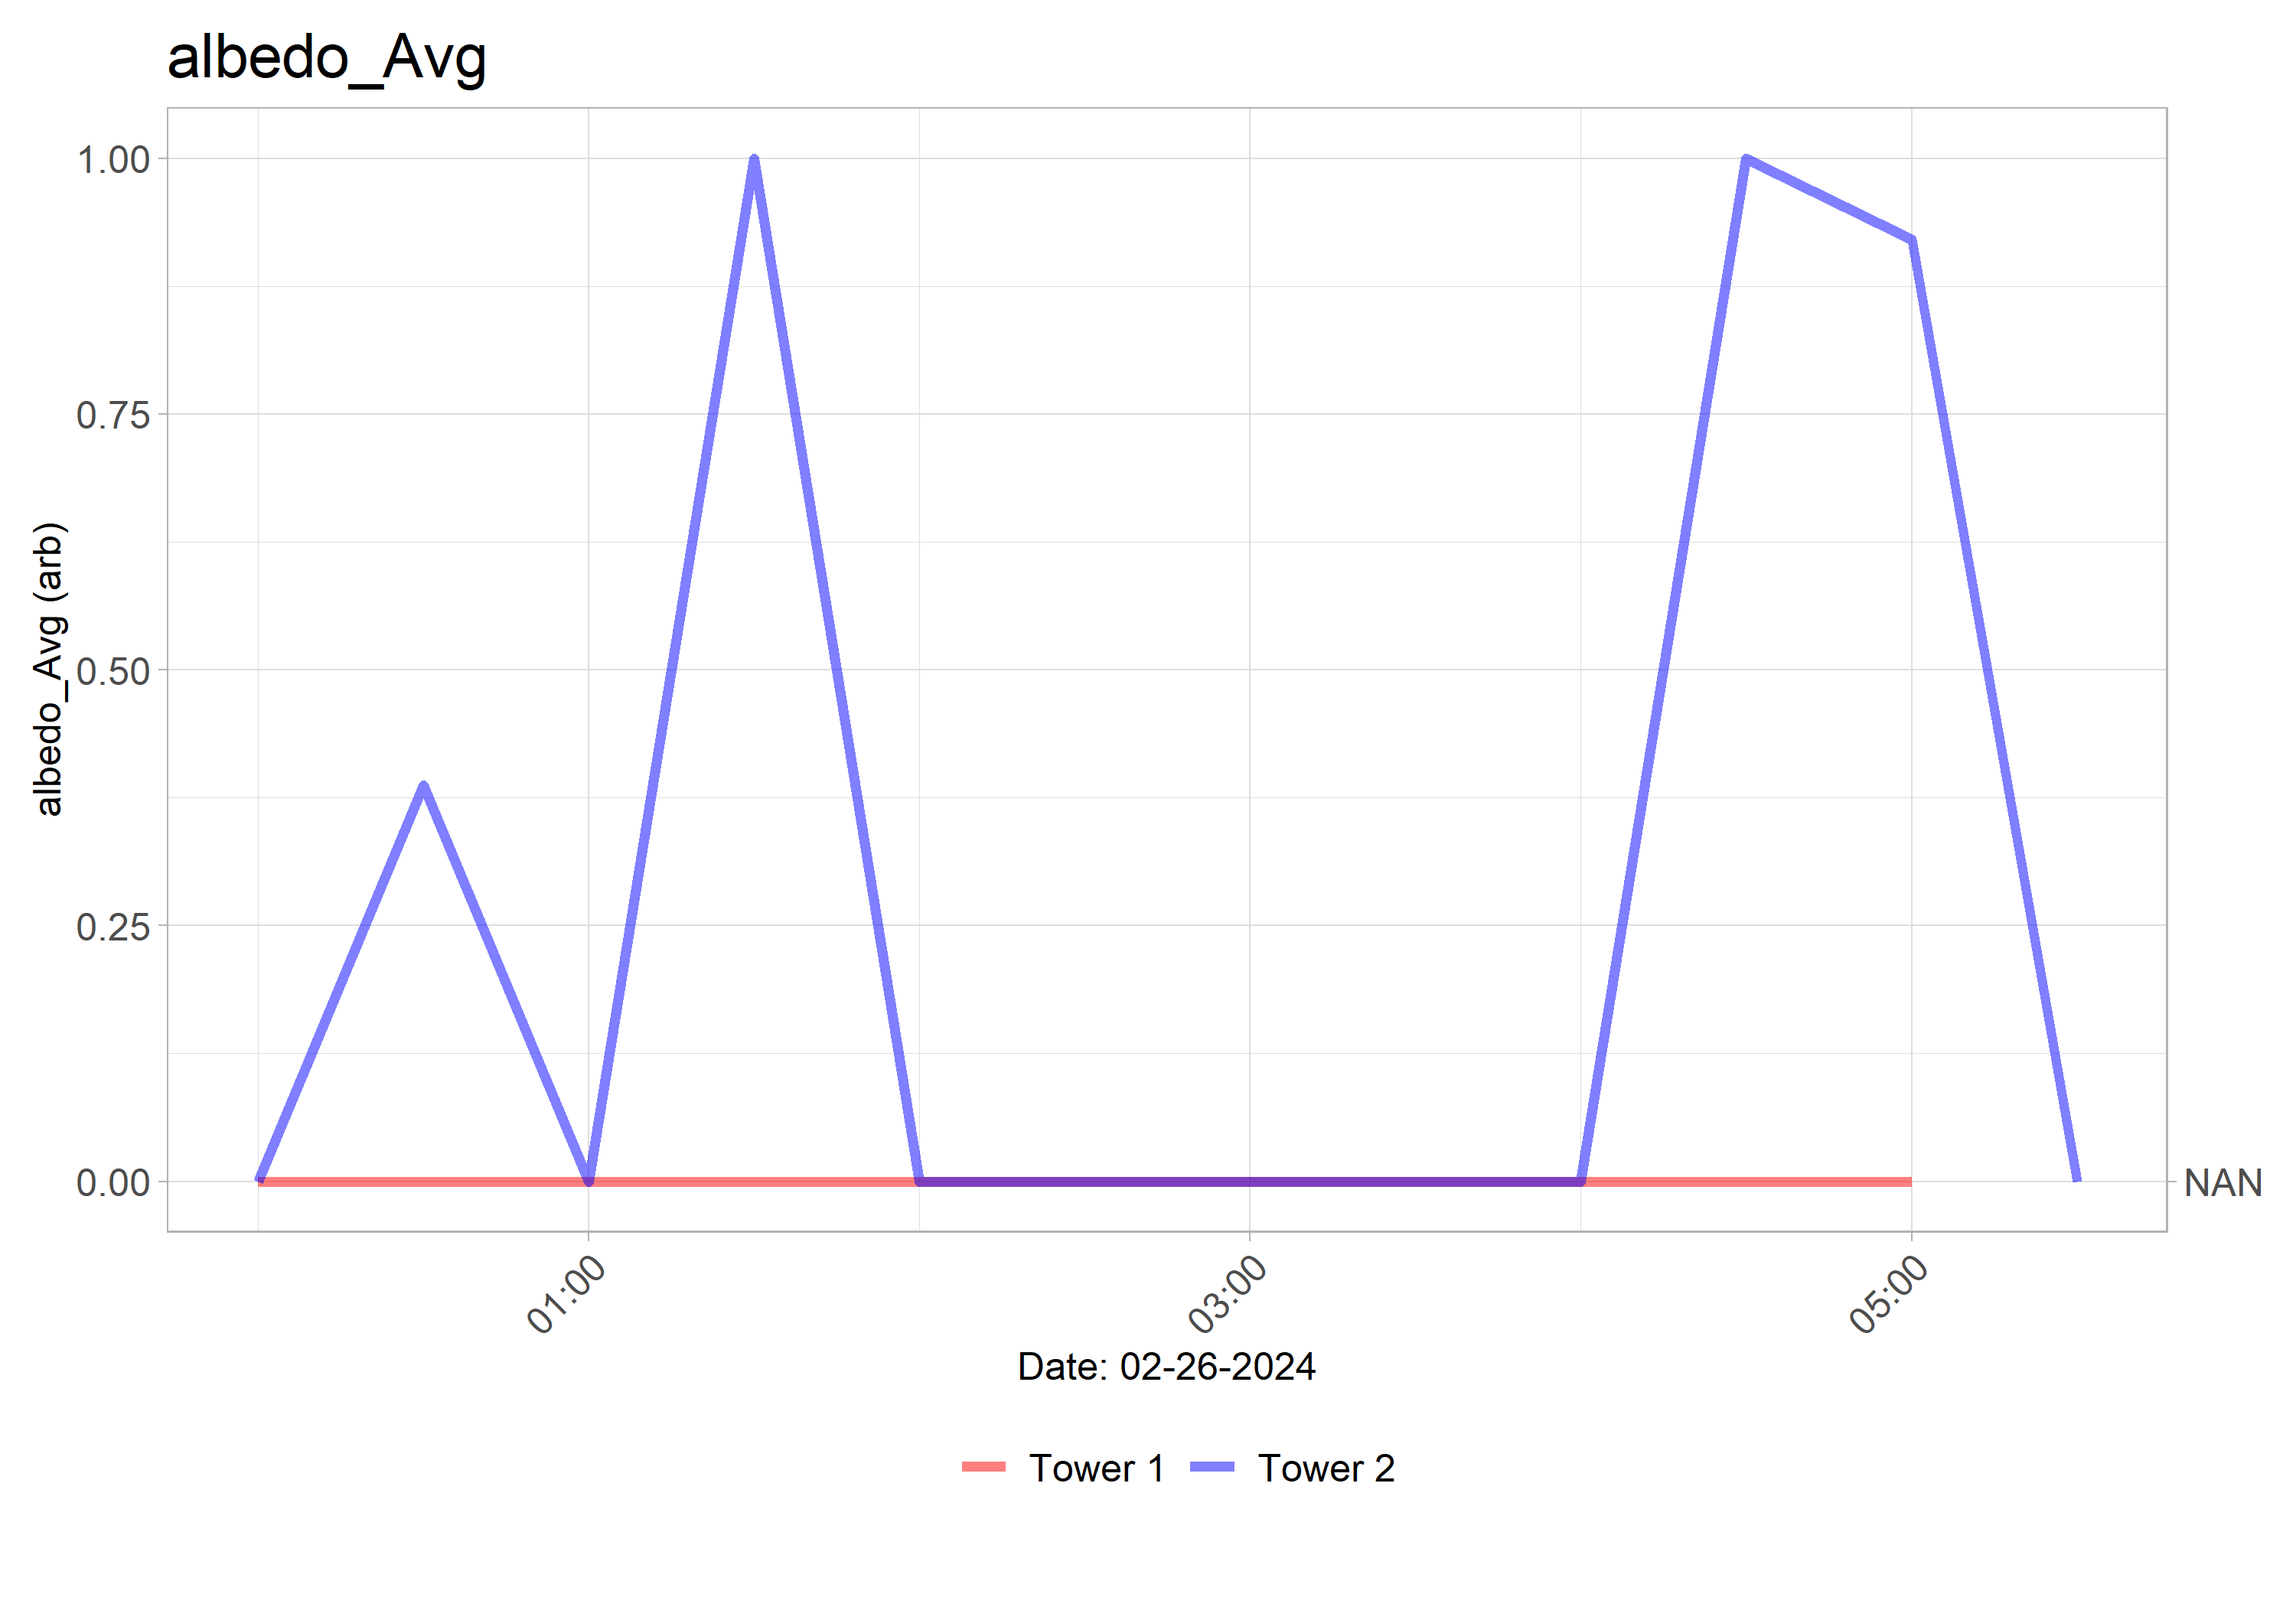 albedo_Avg
albedo_Avg (arb)
1.00
0.75
0.50
0.25
0.00
NAN
01:00
03:00
05:00
Date: 02-26-2024
Tower 1
Tower 2